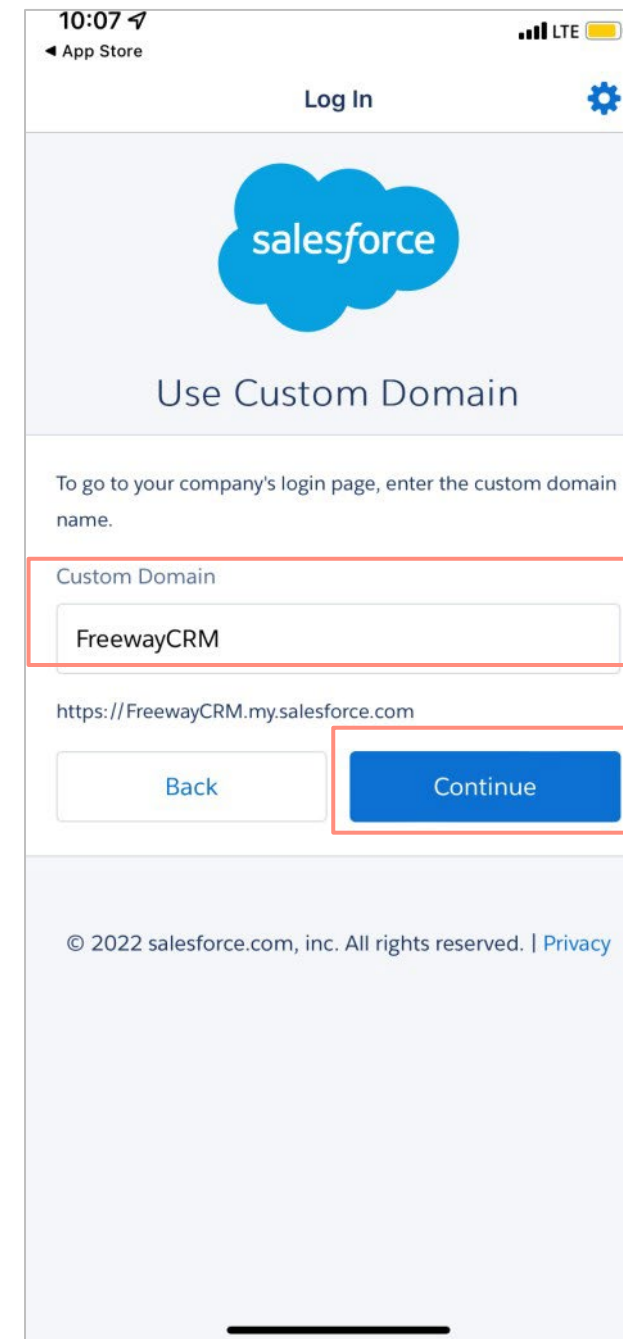 10:07
LTE
◀ App Store
Log In
salesforce
Use Custom Domain
To go to your company's login page, enter the custom domain
name.
Custom Domain
FreewayCRM
https://FreewayCRM.my.salesforce.com
Back
Continue
© 2022 salesforce.com, inc. All rights reserved. | Privacy